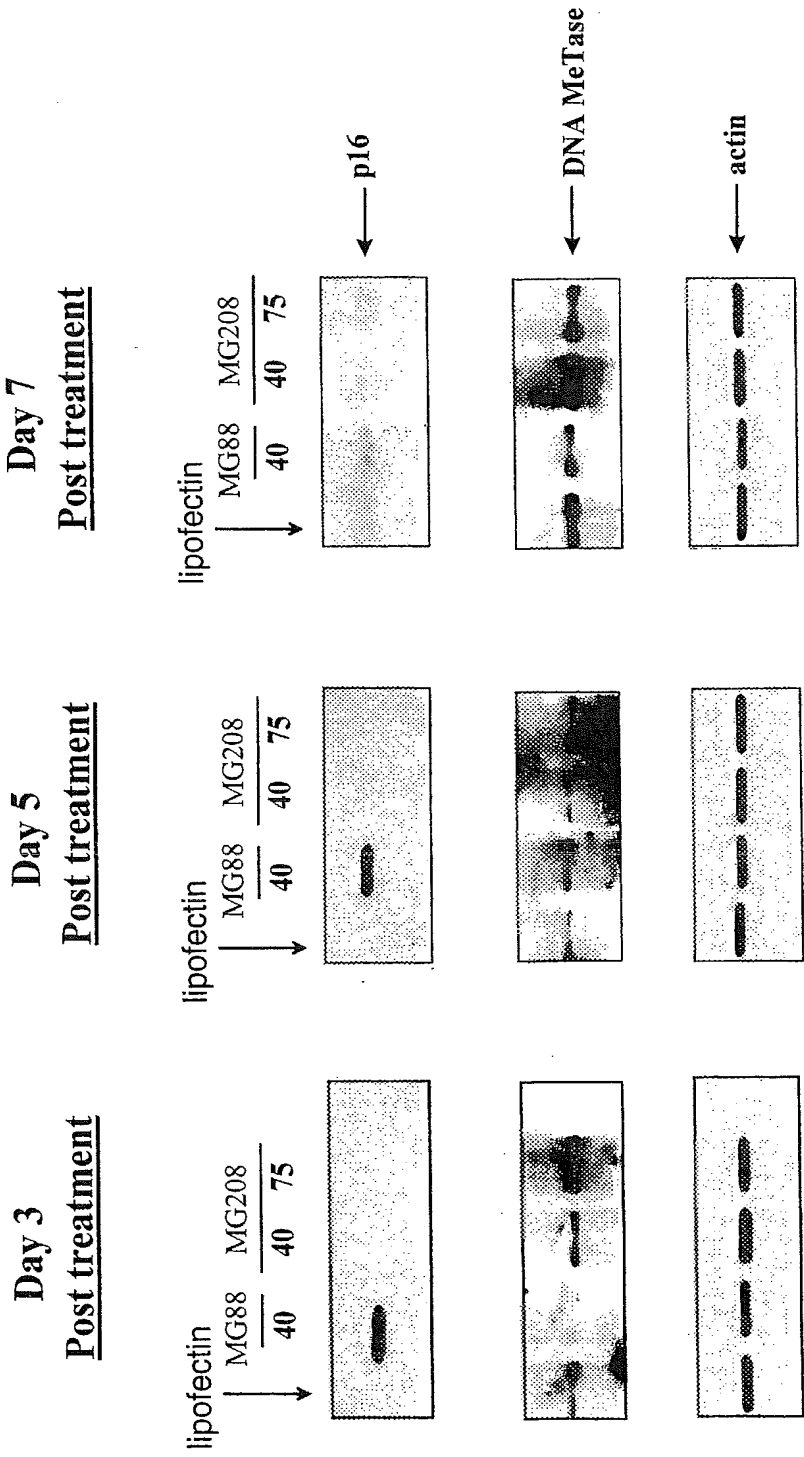 Day 3
Post treatment
lipofectin
MG88
MG208
40
40
75
Day 5
Post treatment
lipofectin
MG88
MG208
40
40
75
Day 7
Post treatment
lipofectin
MG88
MG208
40
40
75
p16
DNA MeTase
actin